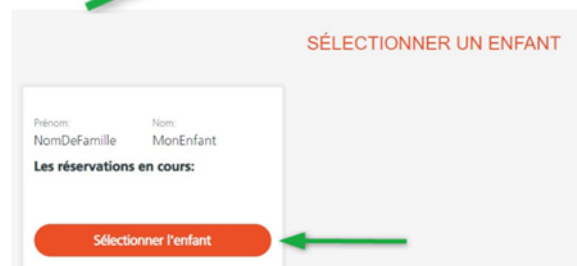 SÉLECTIONNER UN ENFANT
Prénom: Nom:
NomDeFamille MonEnfant
Les réservations en cours:
Sélectionner l'enfant